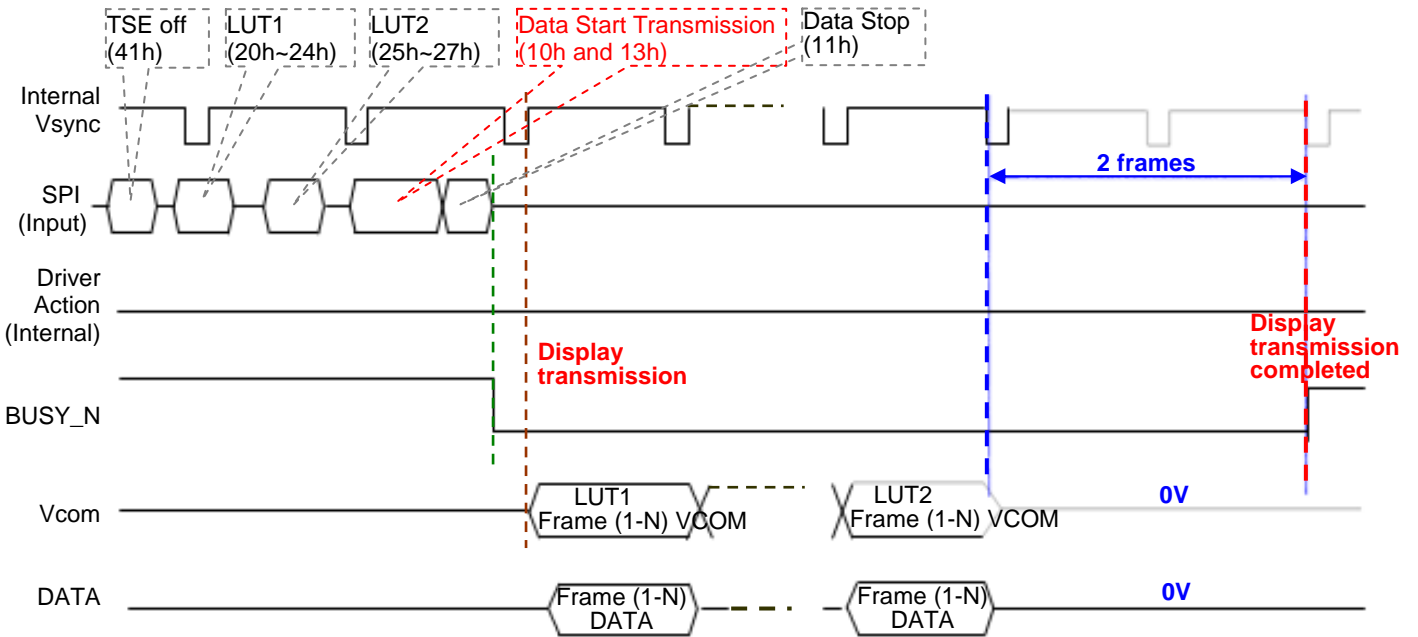 TSE off
(41h)
LUT1
(20h~24h)
LUT2
(25h~27h)
Data Start Transmission
(10h and 13h)
Data Stop
(11h)
Internal
Vsync
2 frames
SPI
(Input)
Driver
Action
(Internal)
Display
transmission
Display
transmission
completed
BUSY_N
Vcom
LUT1
Frame (1-N) VCOM
LUT2
Frame (1-N) VCOM
0V
DATA
Frame (1-N)
DATA
Frame (1-N)
DATA
0V